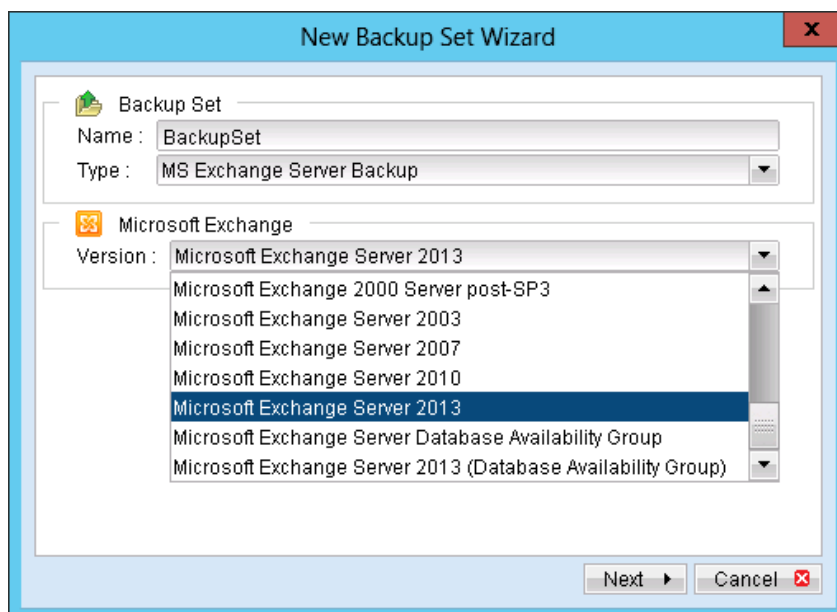 New Backup Set Wizard
x
Backup Set
Name : BackupSet
Type : MS Exchange Server Backup
Microsoft Exchange
Version : Microsoft Exchange Server 2013
Microsoft Exchange 2000 Server post-SP3
Microsoft Exchange Server 2003
Microsoft Exchange Server 2007
Microsoft Exchange Server 2010
Microsoft Exchange Server 2013
Microsoft Exchange Server Database Availability Group
Microsoft Exchange Server 2013 (Database Availability Group)
Next Cancel